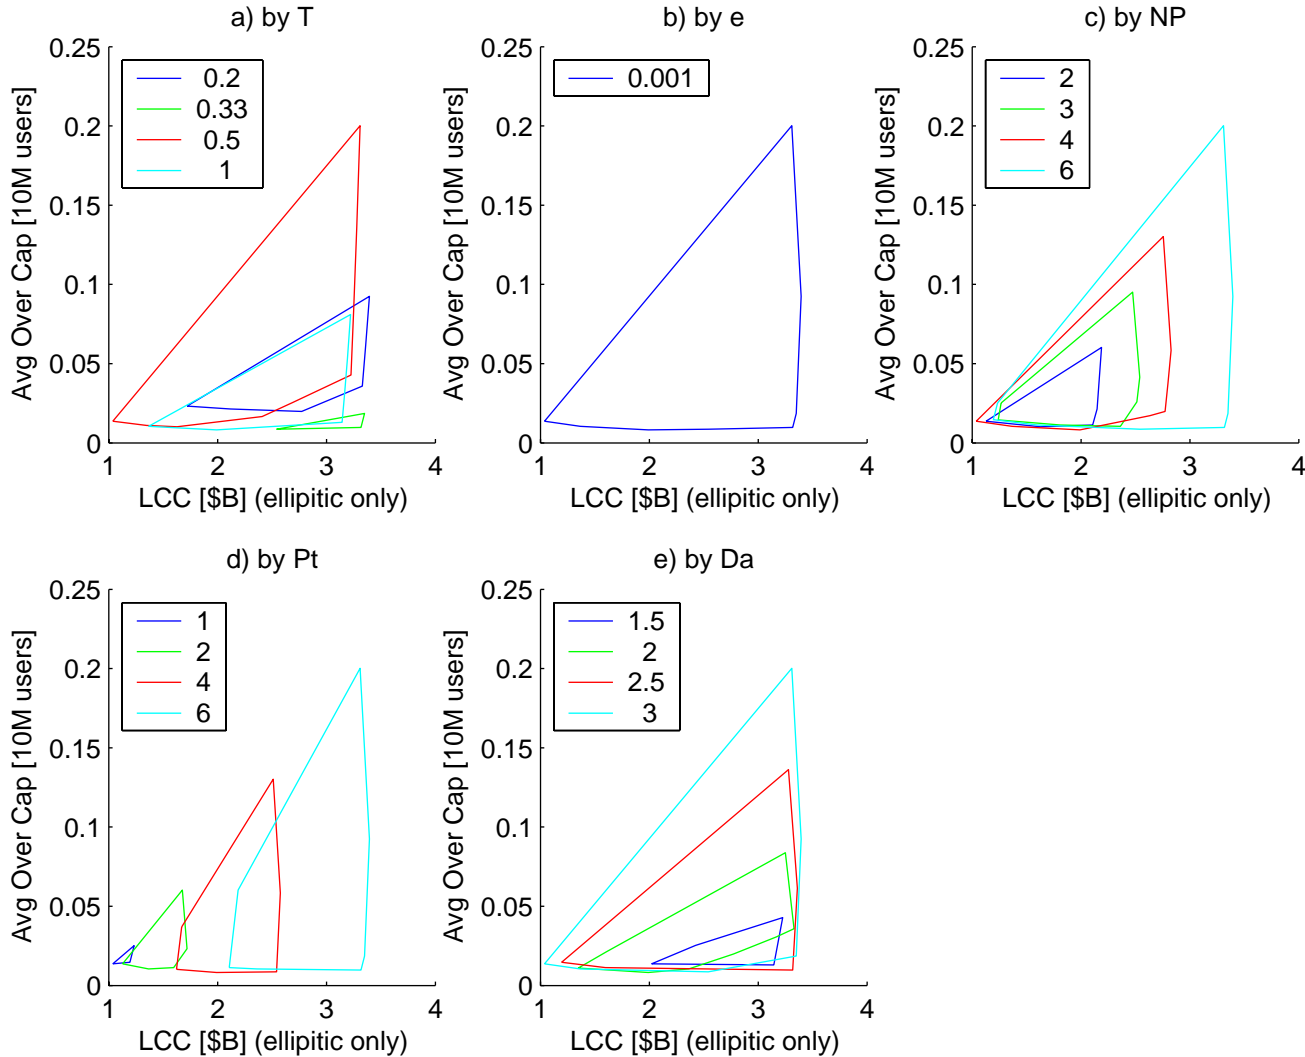 a) by T
0.25
0.2
0.15
0.1
0.05
0
Avg Over Cap [10M users]
0.2
0.33
0.5
1
1 2 3 4
LCC [$B] (ellipitic only)
b) by e
0.25
0.2
0.15
0.1
0.05
0
Avg Over Cap [10M users]
0.001
1 2 3 4
LCC [$B] (ellipitic only)
c) by NP
0.25
0.2
0.15
0.1
0.05
0
Avg Over Cap [10M users]
2
3
4
6
1 2 3 4
LCC [$B] (ellipitic only)
d) by Pt
0.25
0.2
0.15
0.1
0.05
0
Avg Over Cap [10M users]
1
2
4
6
1 2 3 4
LCC [$B] (ellipitic only)
e) by Da
0.25
0.2
0.15
0.1
0.05
0
Avg Over Cap [10M users]
1.5
2
2.5
3
1 2 3 4
LCC [$B] (ellipitic only)